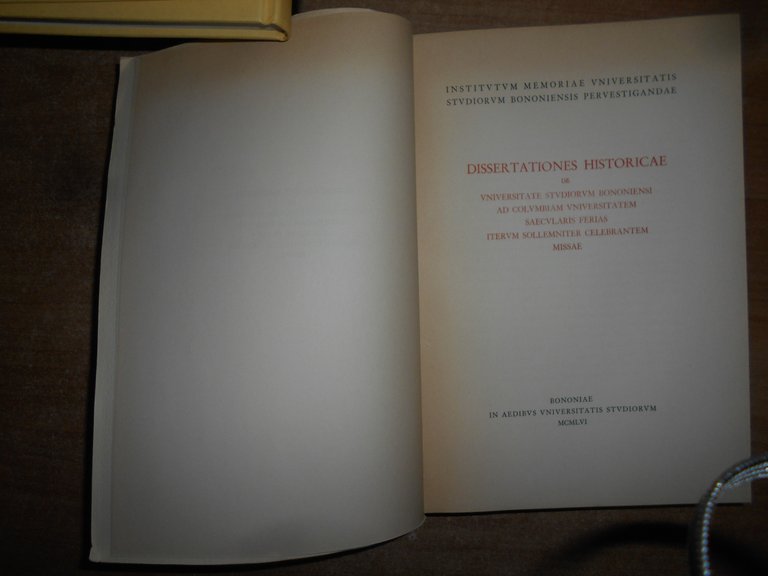 INSTITVTVM MEMORIAE VNIVERSITATIS
STVDIORVM BONONIENSIS PERVESTIGANDAE
DISSERTATIONES HISTORICAE
DE
VNIVERSITATE STVDIORVM BONONIENSI
AD COLVMBIAM VNIVERSITATEM
SAECVLARIS FERIAS
ITERVM SOLLEMNITER CELEBRANTEM
MISSAE
BONONIAE
IN AEDIBVS VNIVERSITATIS STVDIORVM
MCMLVI